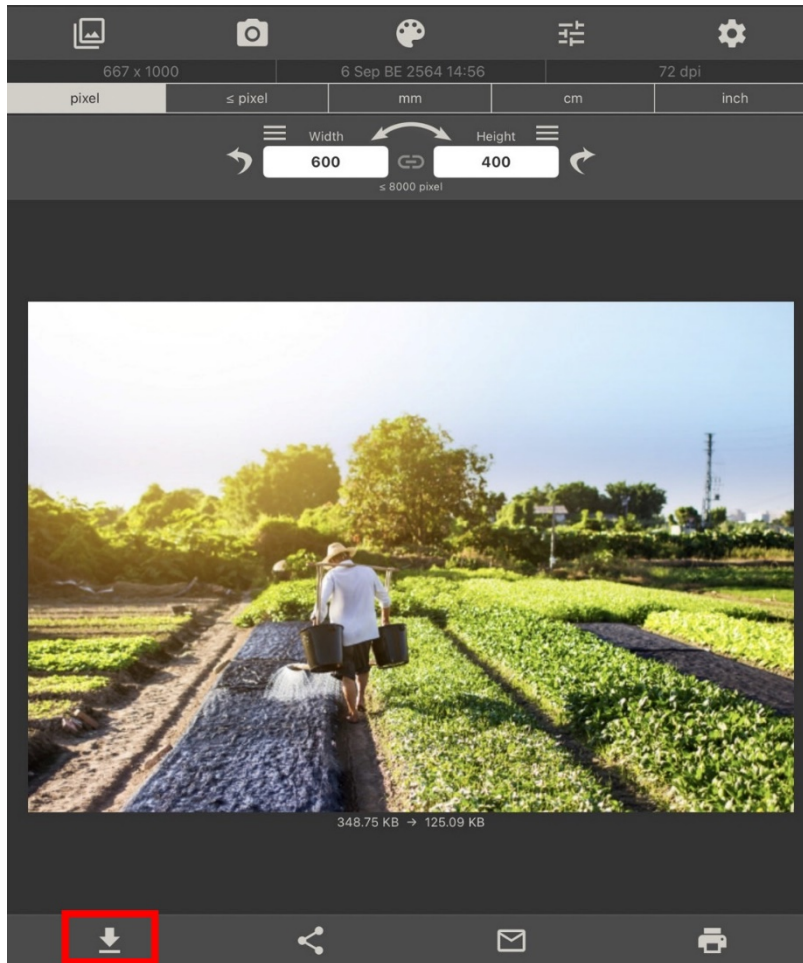 667 x 1000 6 Sep BE 2564 14:56 72 dpi
pixel ≤ pixel mm cm inch
Width Height
600 400
≤ 8000 pixel
348.75 KB → 125.09 KB